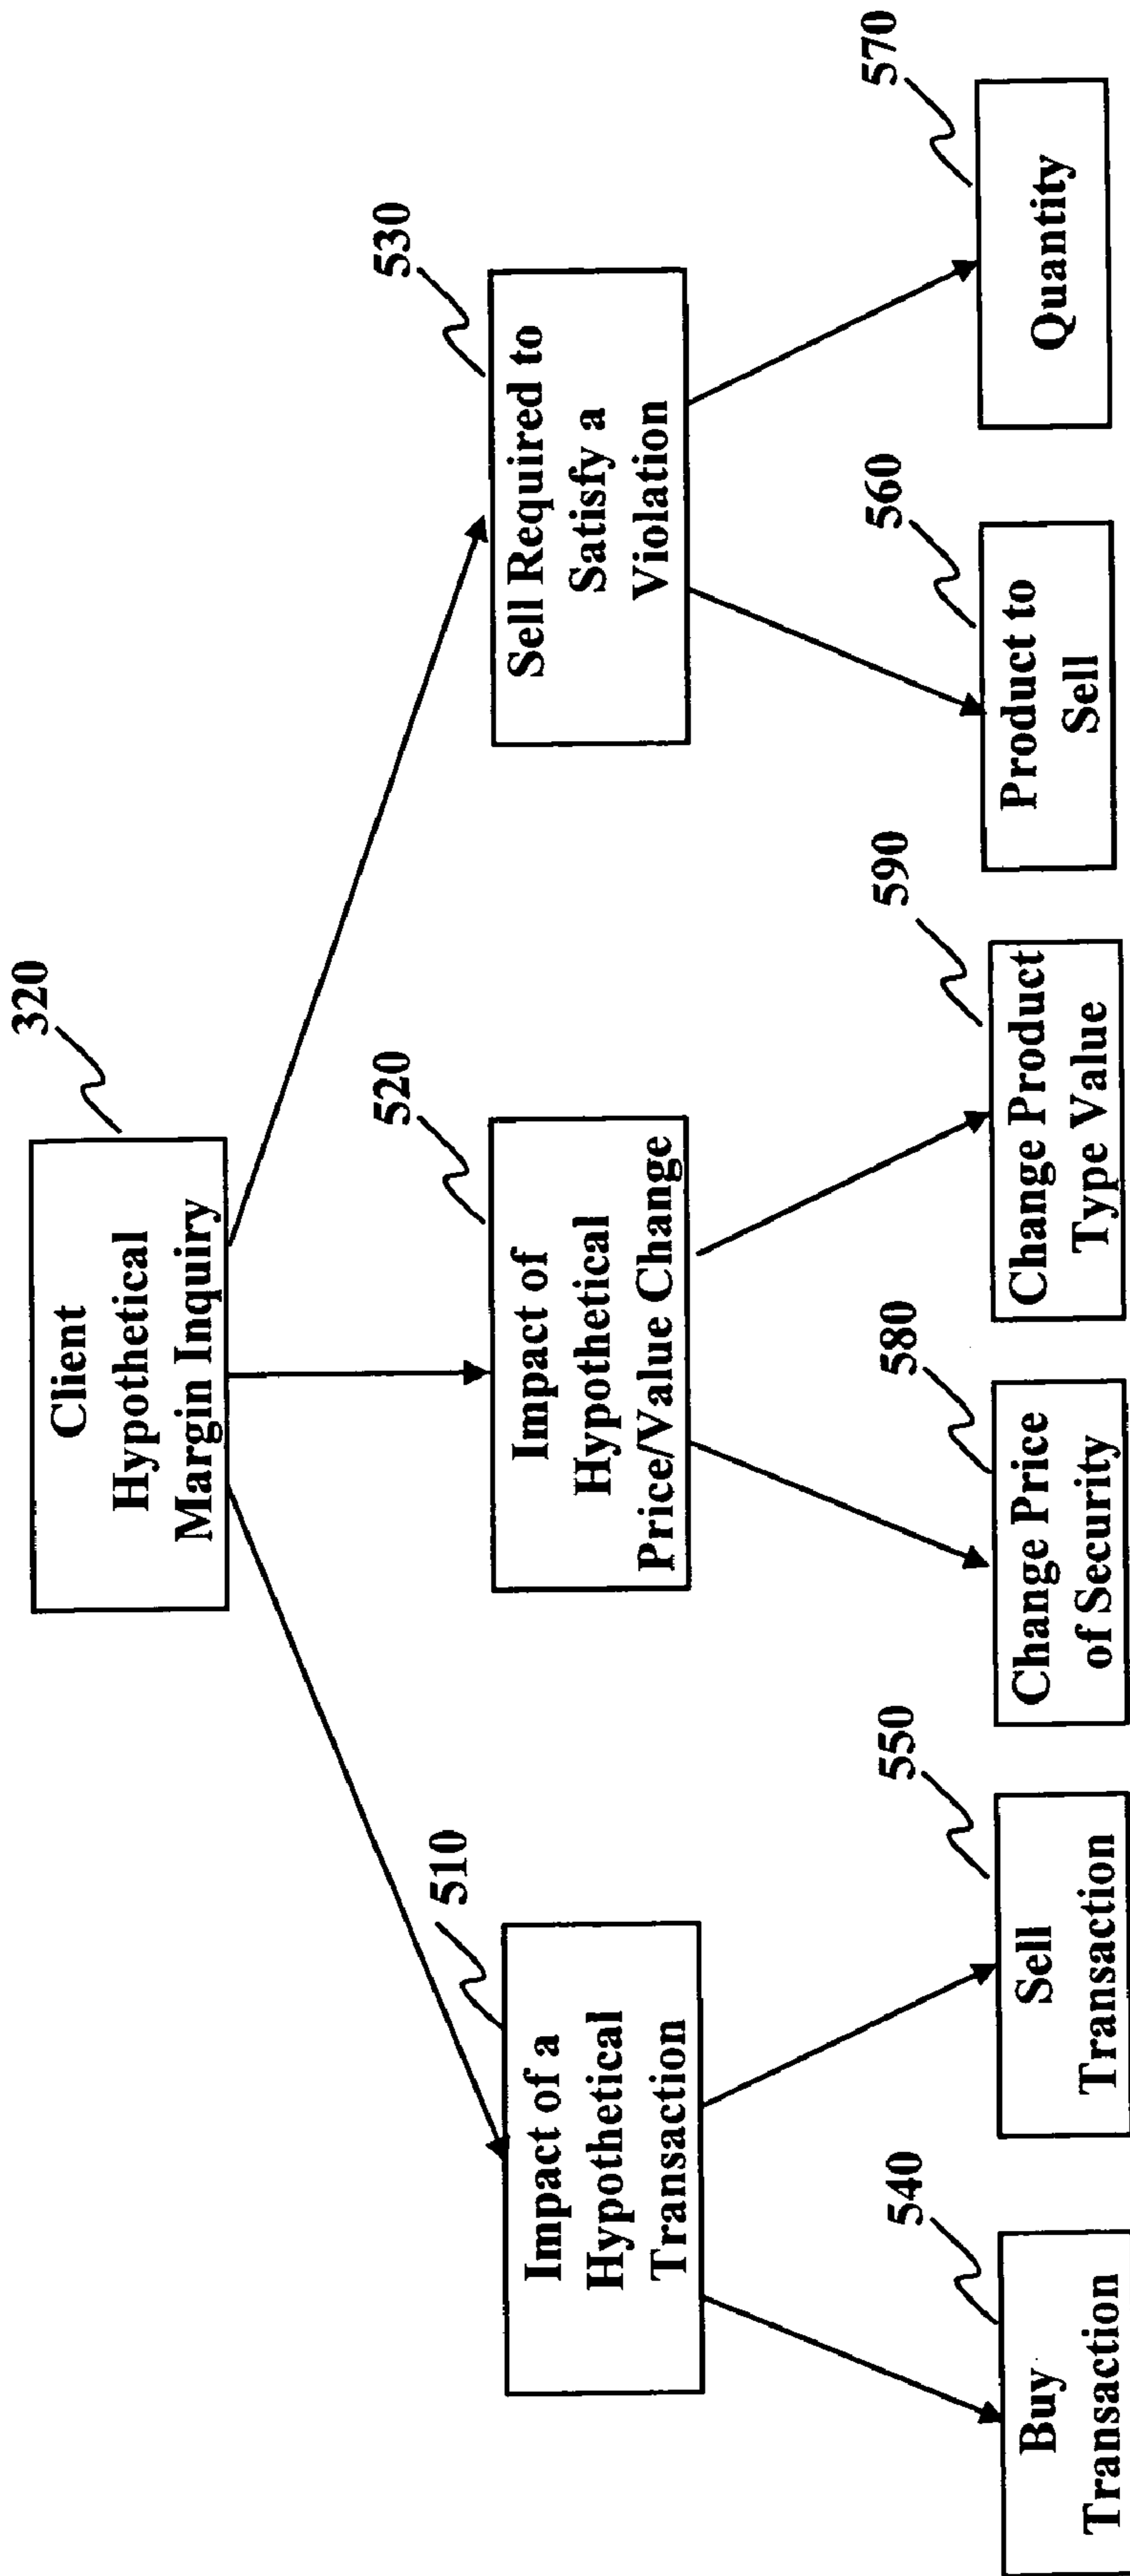 320
Client
Hypothetical
Margin Inquiry
510
Impact of a
Hypothetical
Transaction
520
Impact of
Hypothetical
Price/Value Change
530
Sell Required to
Satisfy a
Violation
540
Buy
Transaction
550
Sell
Transaction
580
Change Price
of Security
590
Change Product
Type Value
560
Product to
Sell
570
Quantity